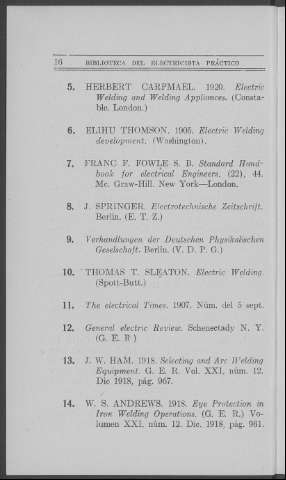 16 BIBLIOTECA DEL ELECTRICISTA PRÁCTICO
5. HERBERT CARPMAEL. 1920. Electric
Welding and Welding Appliances. (Consta-
ble. London.)
6. ELIHU THOMSON. 1905. Electric Welding
development. (Washington).
7. FRANC F. FOWLE S. B. Standard Hand-
book for electrical Engineers. (22), 44.
Mc. Graw-Hill. New York—London.
8. J. SPRINGER. Electrotechnische Zeitschrift.
Berlin. (E. T. Z.)
9. Verhandlungen der Deutschen Physikalischen
Geselschaft. Berlin. (V. D. P. G.)
10. THOMAS T. SLEATON. Electric Welding.
(Spott-Butt.)
11. The electrical Times. 1907. Núm. del 5 sept.
12. General electric Review. Schenectady N. Y.
(G. E. R )
13. J. W. HAM. 1918. Selecting and Arc Welding
Equipment. G. E. R. Vol. XXI, núm. 12.
Dic 1918, pág. 967.
14. W. S. ANDREWS. 1918. Eye Protection in
Iron Welding Operations. (G. E. R.) Vo-
lumen XXI, núm. 12. Dic. 1918, pág. 961.